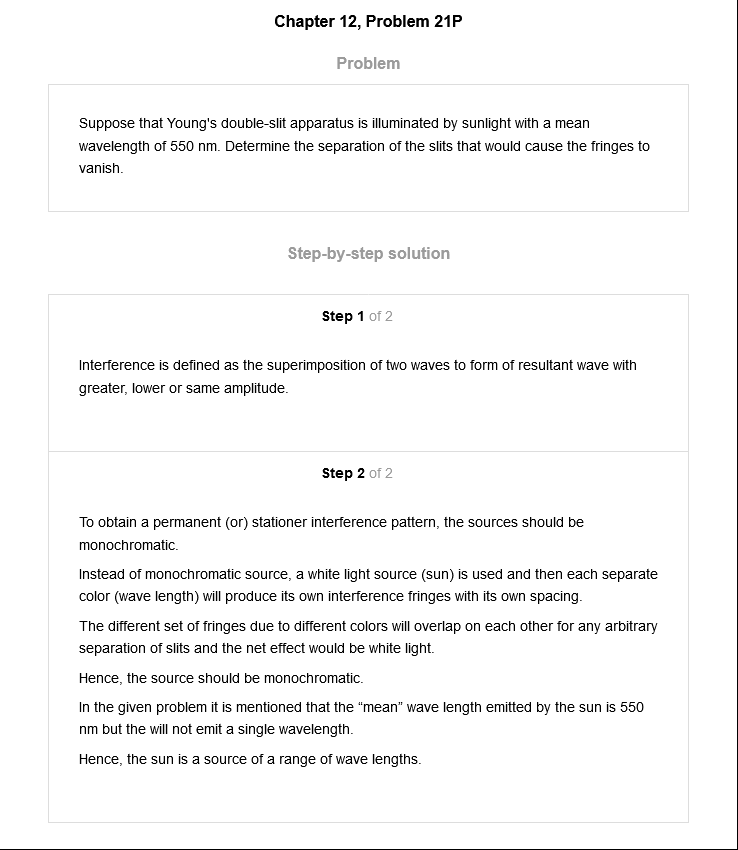 Chapter 12, Problem 21P
Problem
Suppose that Young's double-slit apparatus is illuminated by sunlight with a mean
wavelength of 550 nm. Determine the separation of the slits that would cause the fringes to
vanish.
Step-by-step solution
Step 1 of 2
Interference is defined as the superimposition of two waves to form of resultant wave with
greater, lower or same amplitude.
Step 2 of 2
To obtain a permanent (or) stationer interference pattern, the sources should be
monochromatic.
Instead of monochromatic source, a white light source (sun) is used and then each separate
color (wave length) will produce its own interference fringes with its own spacing.
The different set of fringes due to different colors will overlap on each other for any arbitrary
separation of slits and the net effect would be white light.
Hence, the source should be monochromatic.
In the given problem it is mentioned that the “mean” wave length emitted by the sun is 550
nm but the will not emit a single wavelength.
Hence, the sun is a source of a range of wave lengths.